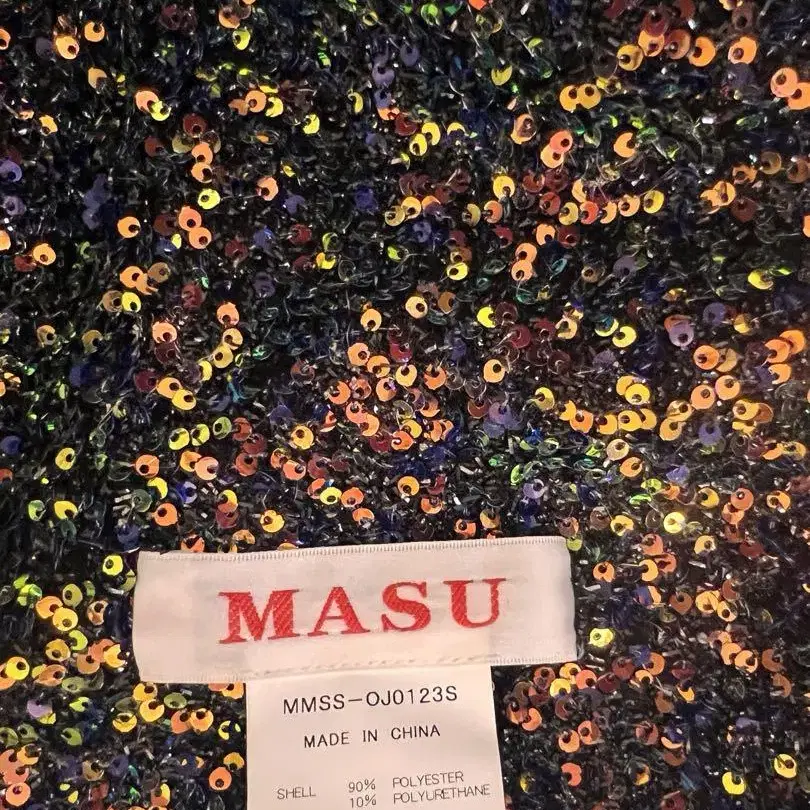 MASU
MMSS-OJ0123S
MADE IN CHINA
SHELL 90% POLYESTER
10% POLYURETHANE